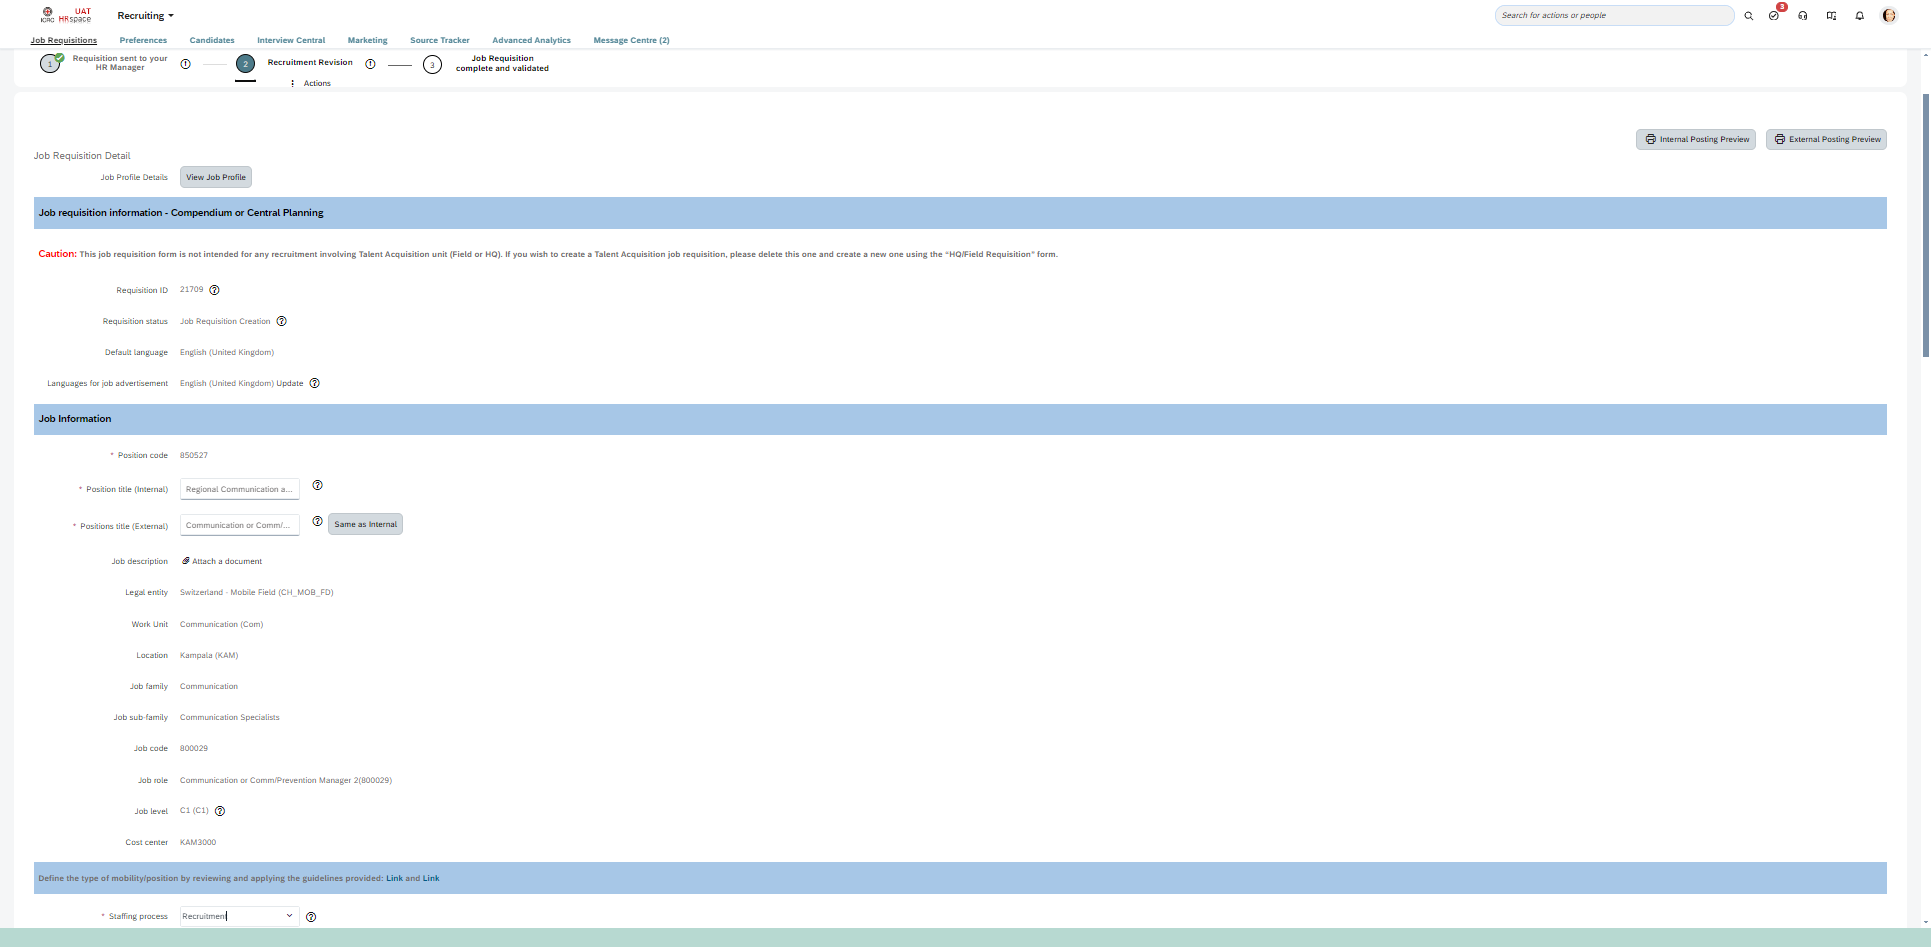 ICRC
UAT
HRspace
Recruiting
Search for actions or people
3
Job Requisitions
Preferences
Candidates
Interview Central
Marketing
Source Tracker
Advanced Analytics
Message Centre (2)
1
Requisition sent to your
HR Manager
2
Recruitment Revision
Actions
3
Job Requisition
complete and validated
Internal Posting Preview
External Posting Preview
Job Requisition Detail
Job Profile Details View Job Profile
Job requisition information - Compendium or Central Planning
Caution: This job requisition form is not intended for any recruitment involving Talent Acquisition unit (Field or HQ). If you wish to create a Talent Acquisition job requisition, please delete this one and create a new one using the “HQ/Field Requisition” form.
Requisition ID 21709
Requisition status Job Requisition Creation
Default language English (United Kingdom)
Languages for job advertisement English (United Kingdom) Update
Job Information
* Position code 850527
* Position title (Internal) Regional Communication a...
* Positions title (External) Communication or Comm/... Same as Internal
Job description Attach a document
Legal entity Switzerland - Mobile Field (CH_MOB_FD)
Work Unit Communication (Com)
Location Kampala (KAM)
Job family Communication
Job sub-family Communication Specialists
Job code 800029
Job role Communication or Comm/Prevention Manager 2(800029)
Job level C1 (C1)
Cost center KAM3000
Define the type of mobility/position by reviewing and applying the guidelines provided: Link and Link
* Staffing process Recruitment